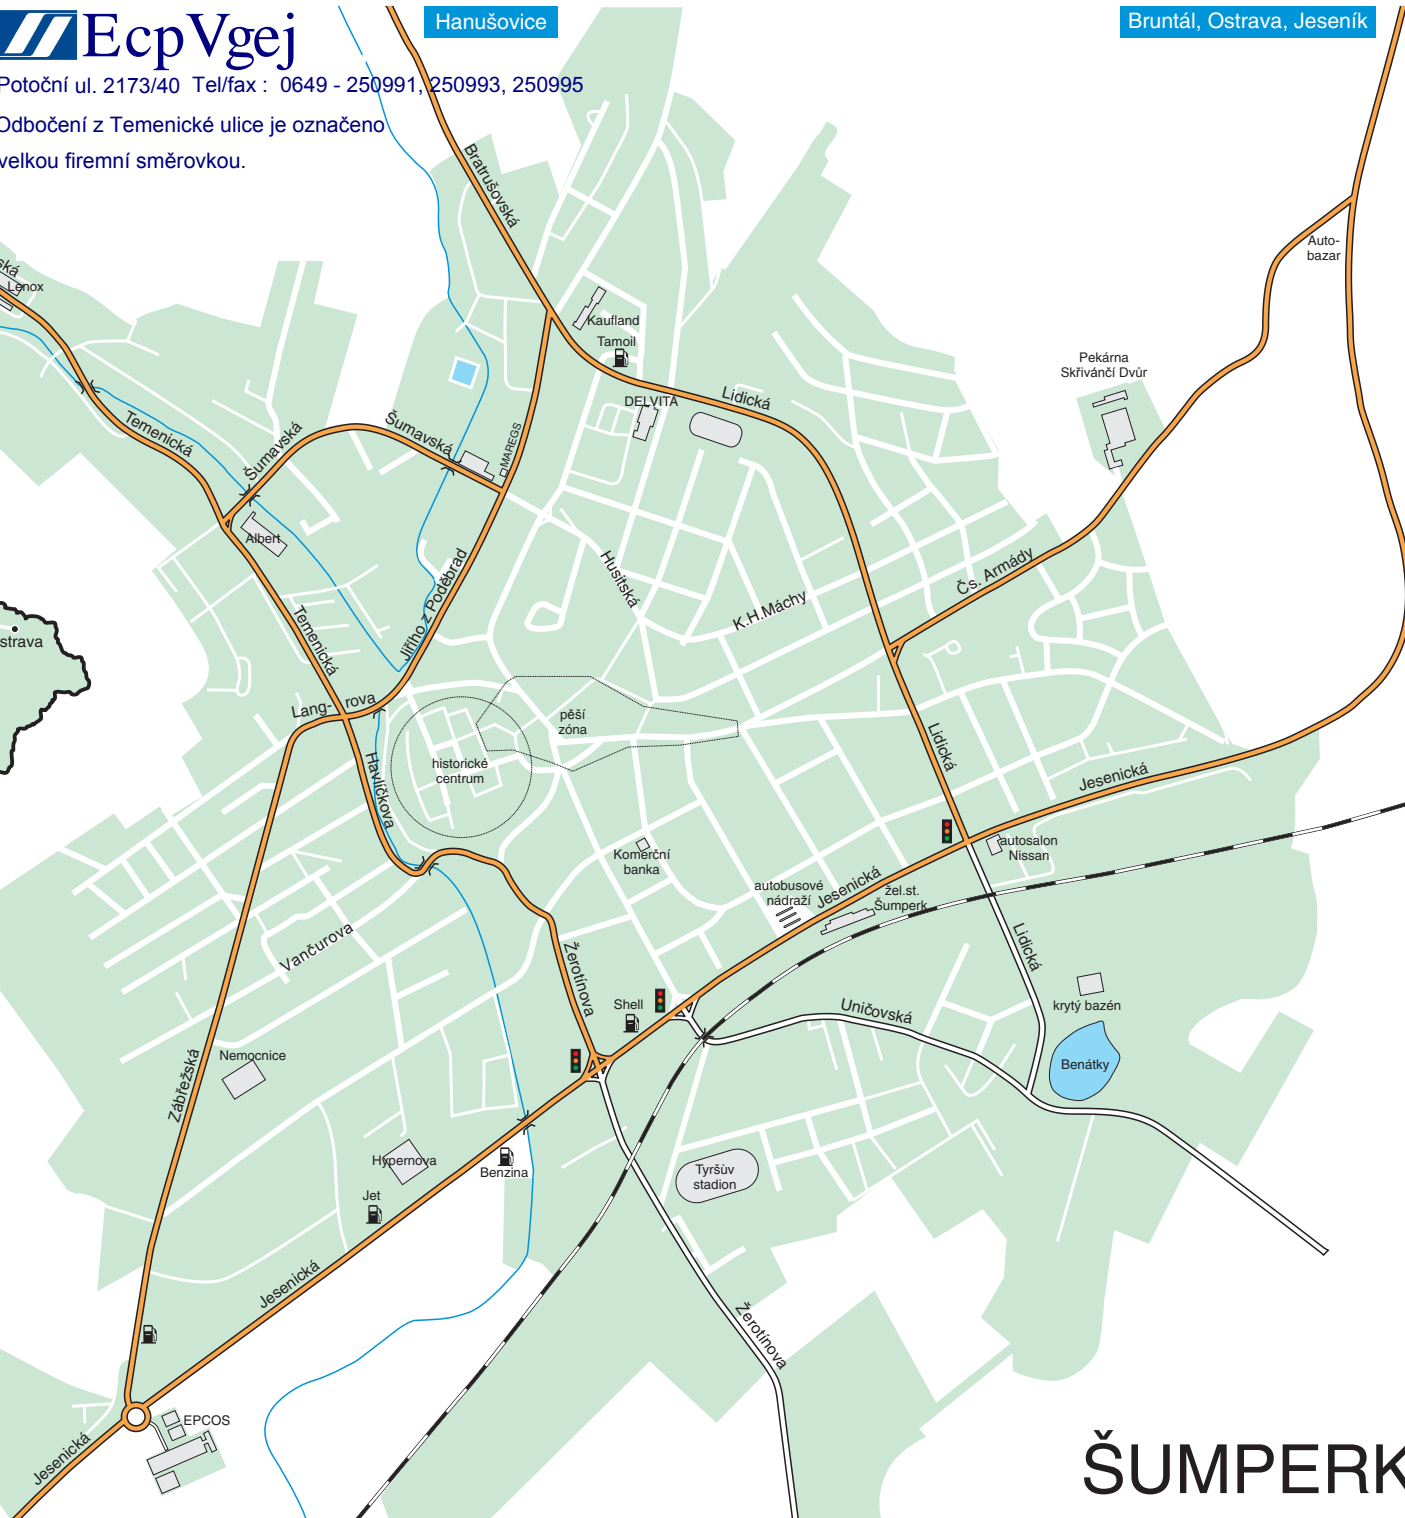 Hanušovice
Bruntál, Ostrava, Jeseník
EcpVgej
Potoční ul. 2173/40 Tel/fax : 0649 - 250991, 250993, 250995
Odbočení z Temenické ulice je označeno
velkou firemní směrovkou.
Bratrušovská
Auto-
bazar
ská
Lenox
Kaufland
Tamoil
Pekárna
Skřivánčí Dvůr
DELVITA
Lidická
Temenická
Šumavská
Šumavská
MAREGS
Albert
Husitská
Čs. Armády
K.H.Máchy
Jiřího z Poděbrad
Temenická
strava
Lang-
rova
pěší
zóna
historické
centrum
Havlíčkova
Lidická
Jesenická
autosalon
Nissan
Komerční
banka
autobusové
nádraží
Jesenická
žel.st.
Šumperk
Vančurova
Žerotínova
Lidická
krytý bazén
Shell
Uničovská
Benátky
Nemocnice
Zábřežská
Hypernova
Benzina
Tyršův
stadion
Jet
Jesenická
Žerotínova
EPCOS
Jesenická
ŠUMPERK